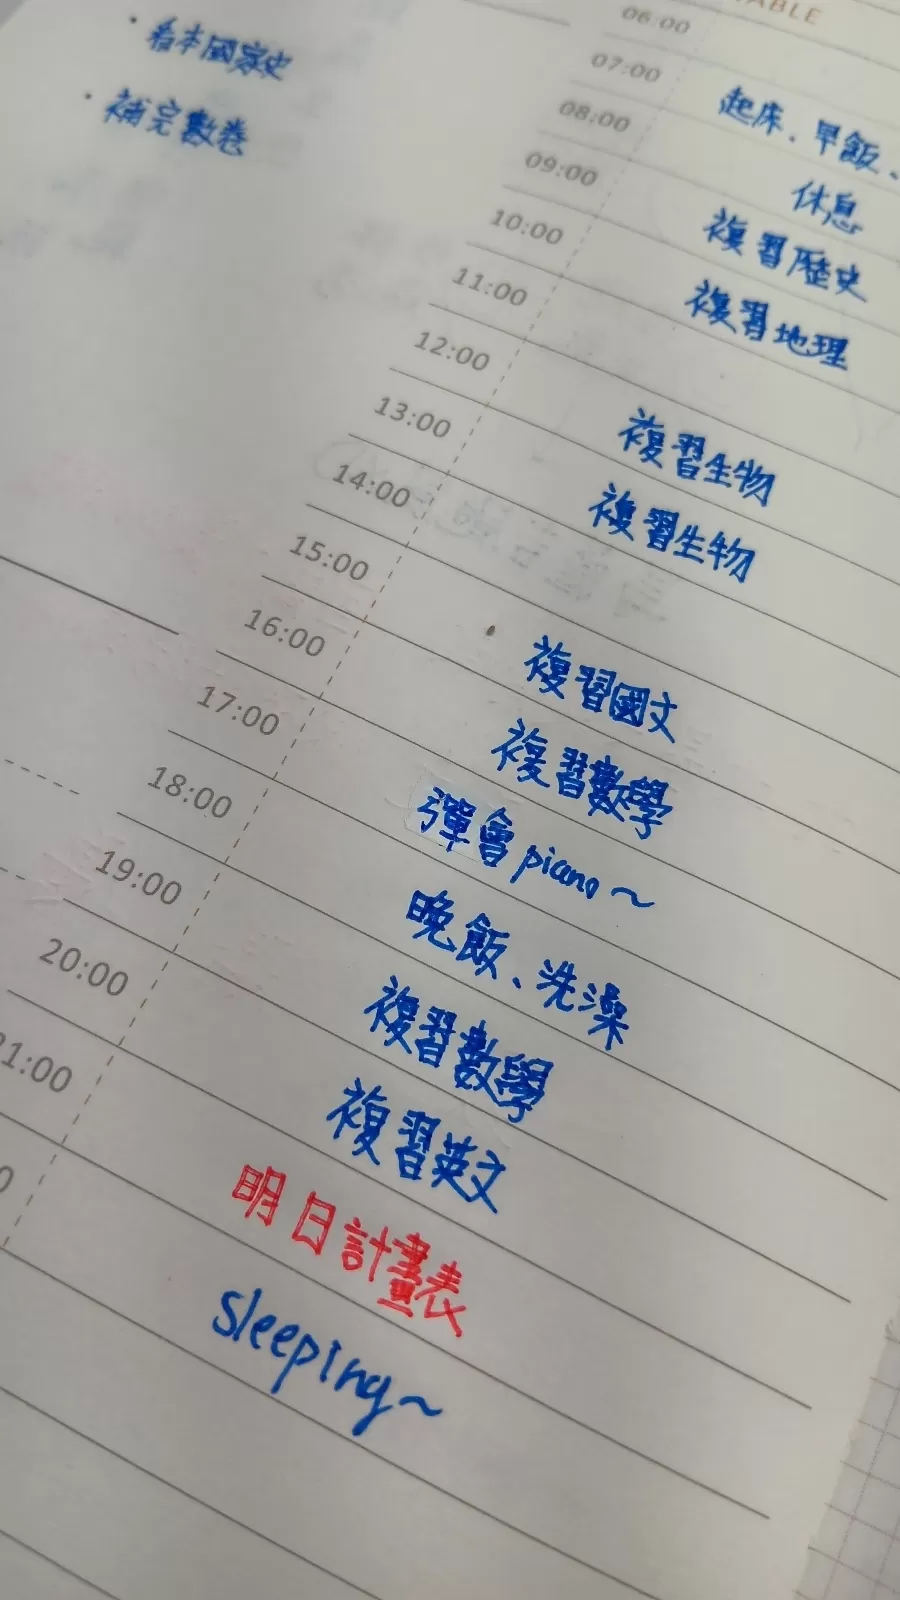 看本國家史
補完數卷
TABLE
06:00
07:00 起床、早飯、
08:00 休息
09:00 複習歷史
10:00 複習地理
11:00
12:00 複習生物
13:00 複習生物
14:00
15:00 複習國文
16:00 複習數學
17:00 彈會piano~
18:00 晚飯、洗澡
19:00 複習數學
20:00 複習英文
21:00 明日計畫表
sleeping~